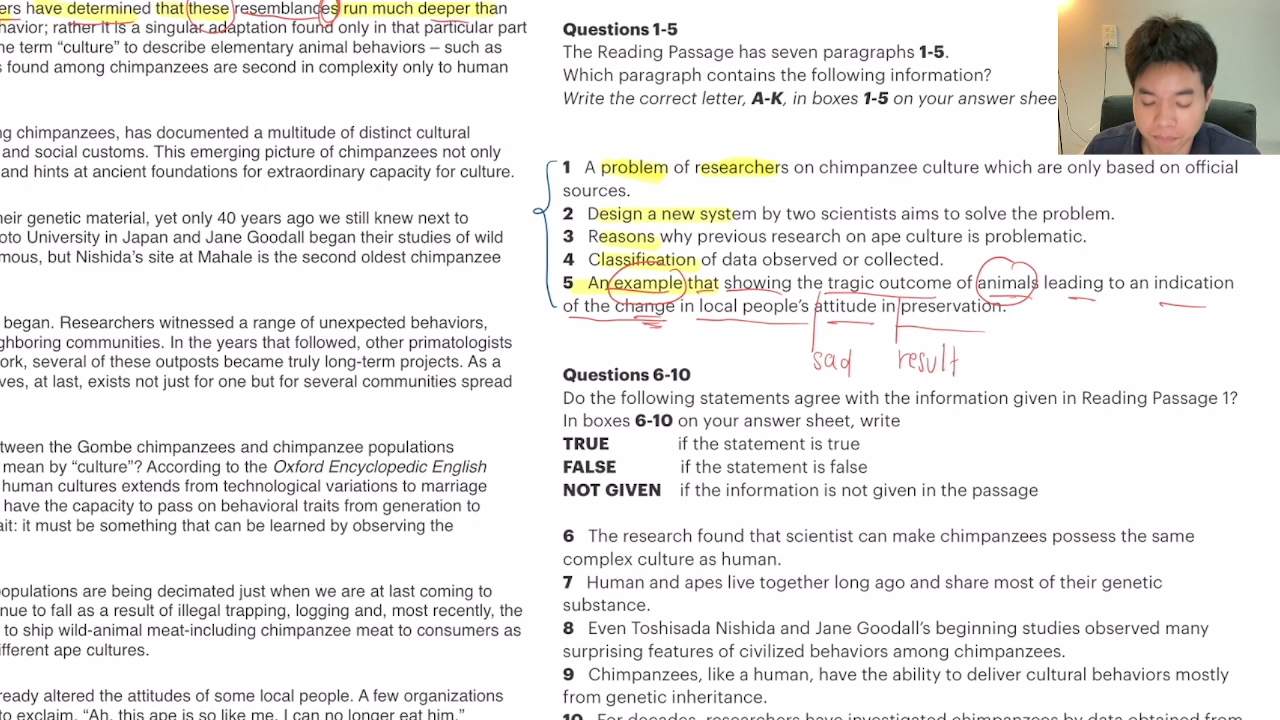 ers have determined that these resemblances run much deeper than
havior; rather it is a singular adaptation found only in that particular part
ne term “culture” to describe elementary animal behaviors – such as
s found among chimpanzees are second in complexity only to human
ng chimpanzees, has documented a multitude of distinct cultural
and social customs. This emerging picture of chimpanzees not only
and hints at ancient foundations for extraordinary capacity for culture.
heir genetic material, yet only 40 years ago we still knew next to
oto University in Japan and Jane Goodall began their studies of wild
mous, but Nishida's site at Mahale is the second oldest chimpanzee
began. Researchers witnessed a range of unexpected behaviors,
ghboring communities. In the years that followed, other primatologists
ork, several of these outposts became truly long-term projects. As a
ves, at last, exists not just for one but for several communities spread
tween the Gombe chimpanzees and chimpanzee populations
mean by “culture”? According to the Oxford Encyclopedic English
human cultures extends from technological variations to marriage
have the capacity to pass on behavioral traits from generation to
ait: it must be something that can be learned by observing the
opulations are being decimated just when we are at last coming to
nue to fall as a result of illegal trapping, logging and, most recently, the
to ship wild-animal meat-including chimpanzee meat to consumers as
ifferent ape cultures.
ready altered the attitudes of some local people. A few organizations
to exclaim, “Ah, this ape is so like me, I can no longer eat him.”
Questions 1-5
The Reading Passage has seven paragraphs 1-5.
Which paragraph contains the following information?
Write the correct letter, A-K, in boxes 1-5 on your answer shee
1 A problem of researchers on chimpanzee culture which are only based on official
sources.
2 Design a new system by two scientists aims to solve the problem.
3 Reasons why previous research on ape culture is problematic.
4 Classification of data observed or collected.
5 An example that showing the tragic outcome of animals leading to an indication
of the change in local people's attitude in preservation.
sad result
Questions 6-10
Do the following statements agree with the information given in Reading Passage 1?
In boxes 6-10 on your answer sheet, write
TRUE if the statement is true
FALSE if the statement is false
NOT GIVEN if the information is not given in the passage
6 The research found that scientist can make chimpanzees possess the same
complex culture as human.
7 Human and apes live together long ago and share most of their genetic
substance.
8 Even Toshisada Nishida and Jane Goodall's beginning studies observed many
surprising features of civilized behaviors among chimpanzees.
9 Chimpanzees, like a human, have the ability to deliver cultural behaviors mostly
from genetic inheritance.
10 For decades, researchers have investigated chimpanzees by data obtained from